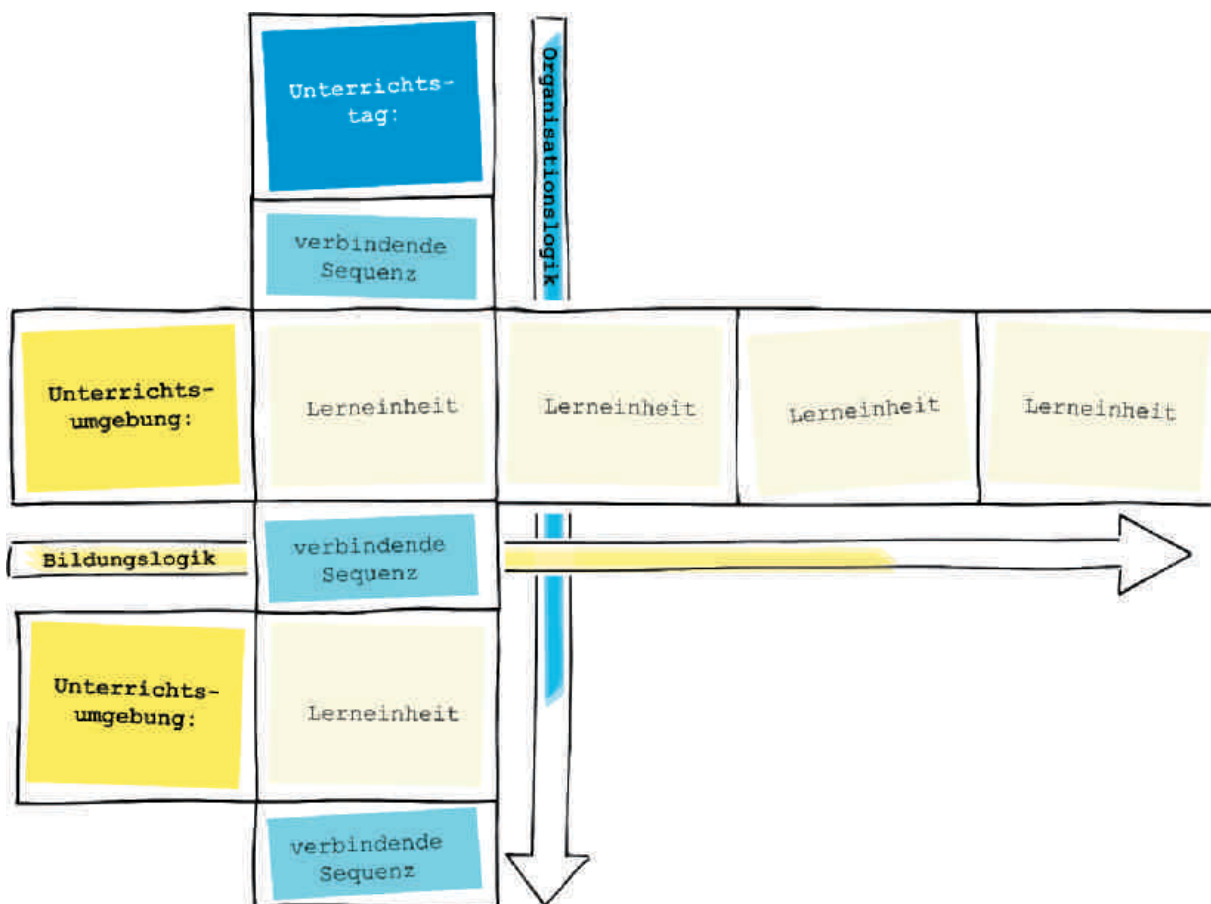 Unterrichts-
tag:
Organisationslogik
verbindende
Sequenz
Unterrichts-
umgebung:
Lerneinheit
Lerneinheit
Lerneinheit
Lerneinheit
Bildungslogik
verbindende
Sequenz
Unterrichts-
umgebung:
Lerneinheit
verbindende
Sequenz